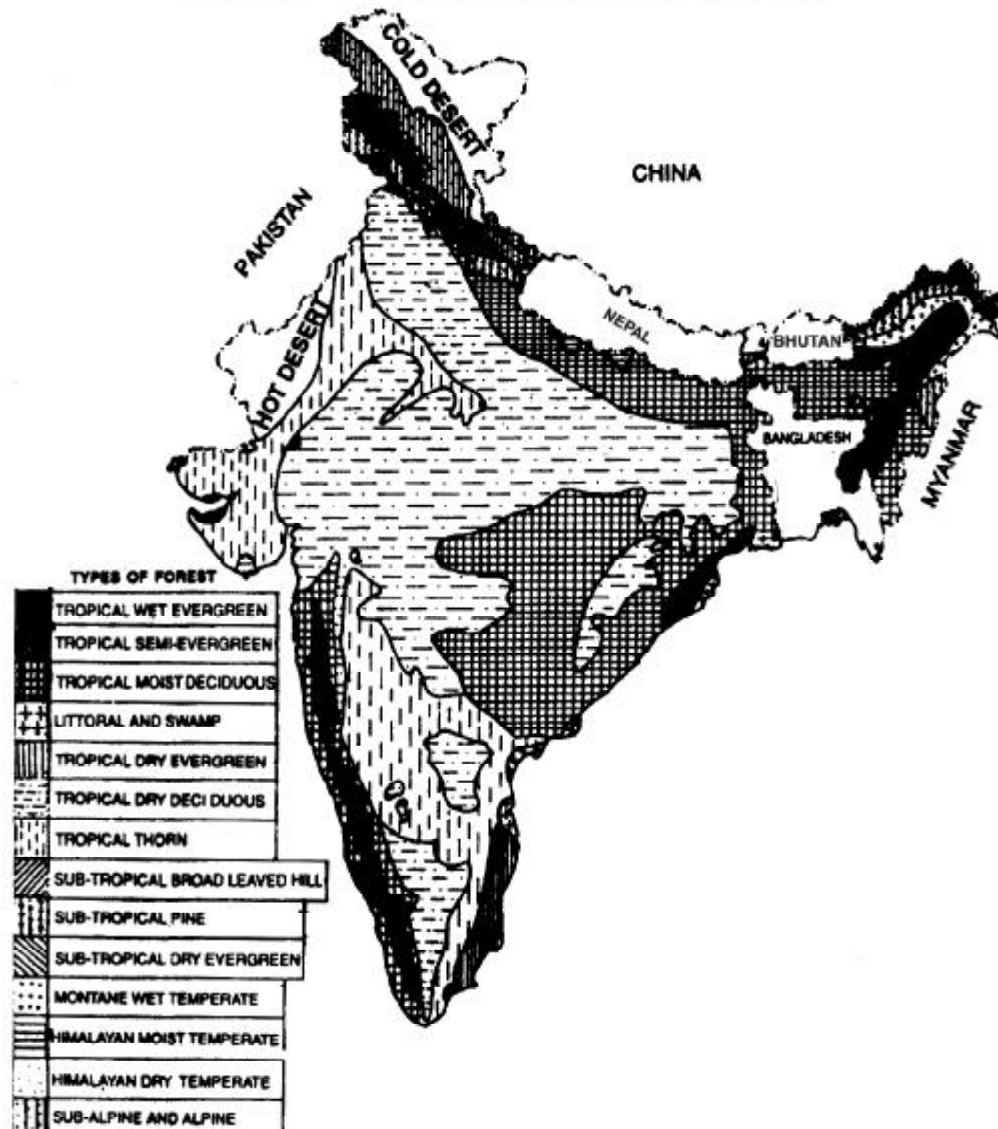 COLD DESERT
CHINA
PAKISTAN
NEPAL
BHUTAN
HOT DESERT
BANGLADESH
MYANMAR
TYPES OF FOREST
TROPICAL WET EVERGREEN
TROPICAL SEMI-EVERGREEN
TROPICAL MOIST DECIDUOUS
LITTORAL AND SWAMP
TROPICAL DRY EVERGREEN
TROPICAL DRY DECI DUOUS
TROPICAL THORN
SUB-TROPICAL BROAD LEAVED HILL
SUB-TROPICAL PINE
SUB-TROPICAL DRY EVERGREEN
MONTANE WET TEMPERATE
HIMALAYAN MOIST TEMPERATE
HIMALAYAN DRY TEMPERATE
SUB-ALPINE AND ALPINE